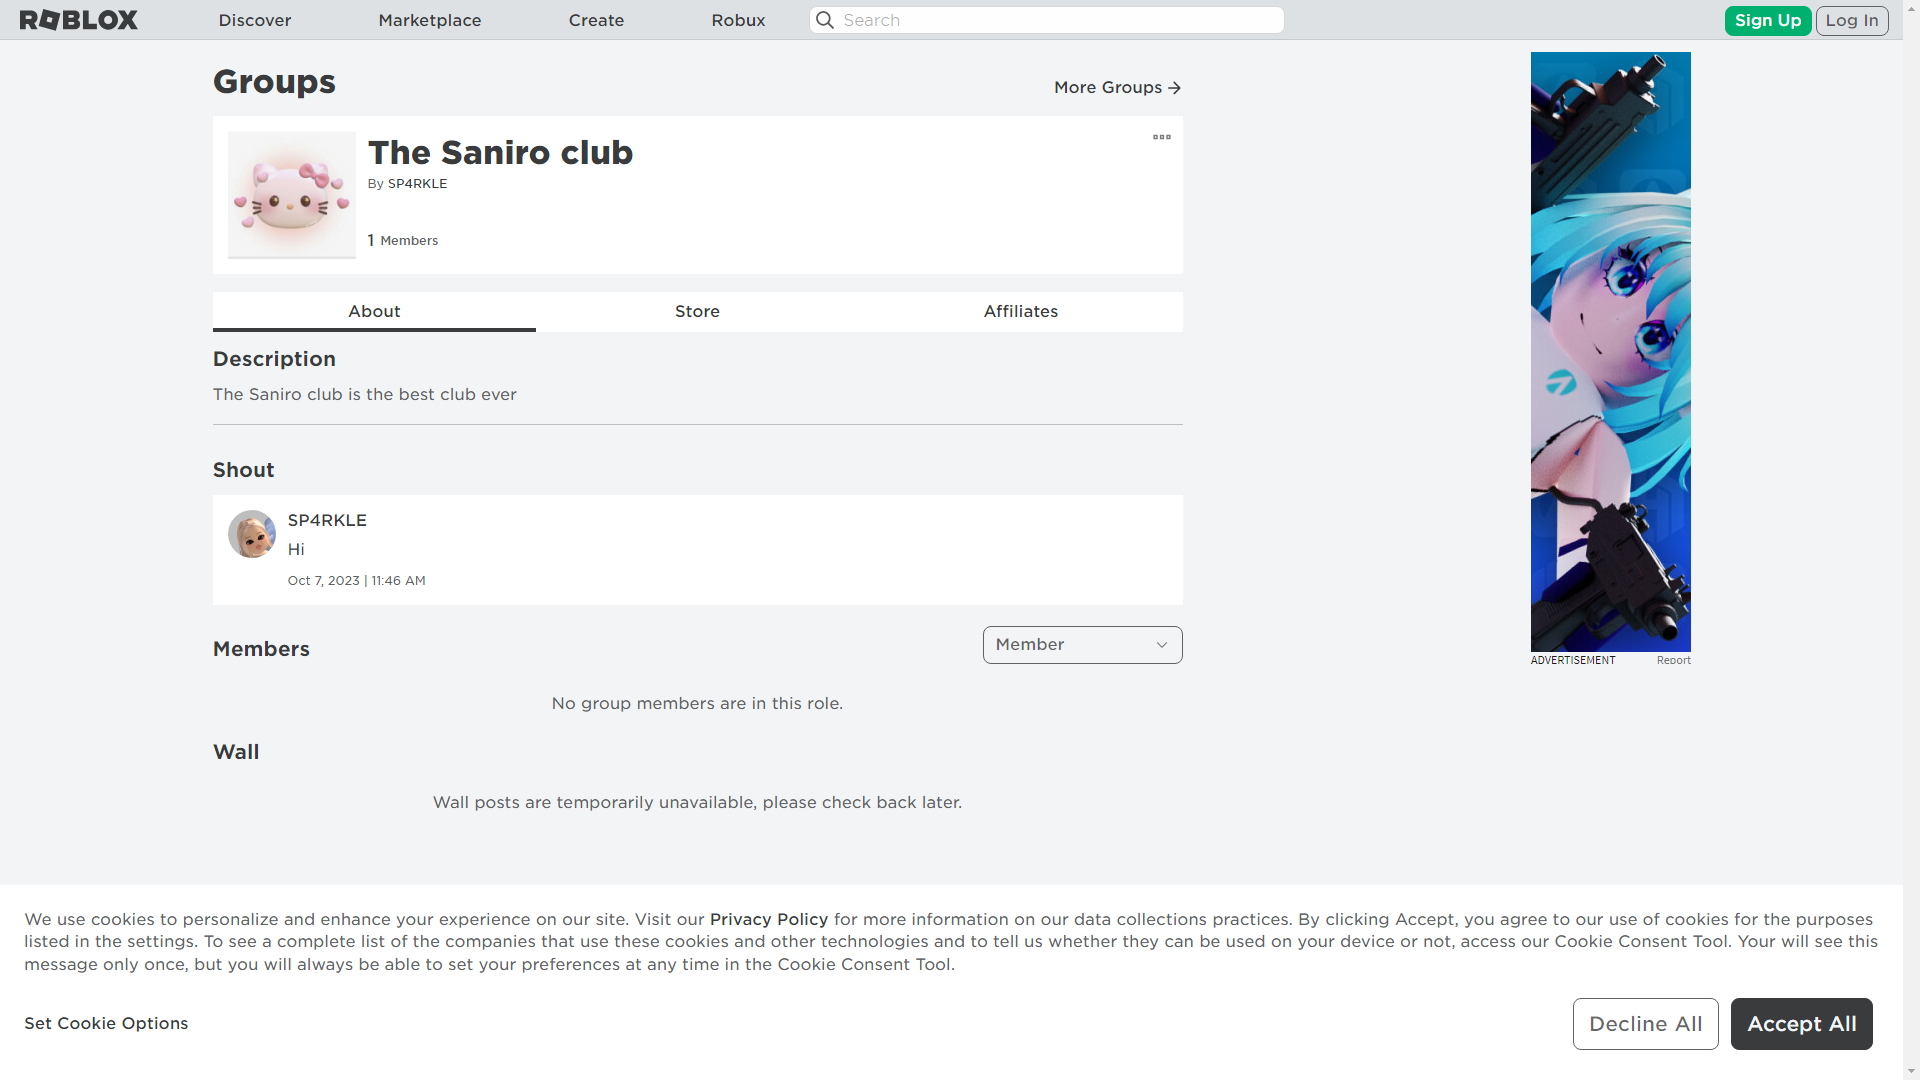 ROBLOX Discover Marketplace Create Robux Search Sign Up Log In
Groups
More Groups
The Saniro club
By SP4RKLE
1 Members
About Store Affiliates
Description
The Saniro club is the best club ever
Shout
SP4RKLE
Hi
Oct 7, 2023 | 11:46 AM
Members
Member
No group members are in this role.
Wall
Wall posts are temporarily unavailable, please check back later.
ADVERTISEMENT Report
We use cookies to personalize and enhance your experience on our site. Visit our Privacy Policy for more information on our data collections practices. By clicking Accept, you agree to our use of cookies for the purposes
listed in the settings. To see a complete list of the companies that use these cookies and other technologies and to tell us whether they can be used on your device or not, access our Cookie Consent Tool. Your will see this
message only once, but you will always be able to set your preferences at any time in the Cookie Consent Tool.
Set Cookie Options
Decline All
Accept All